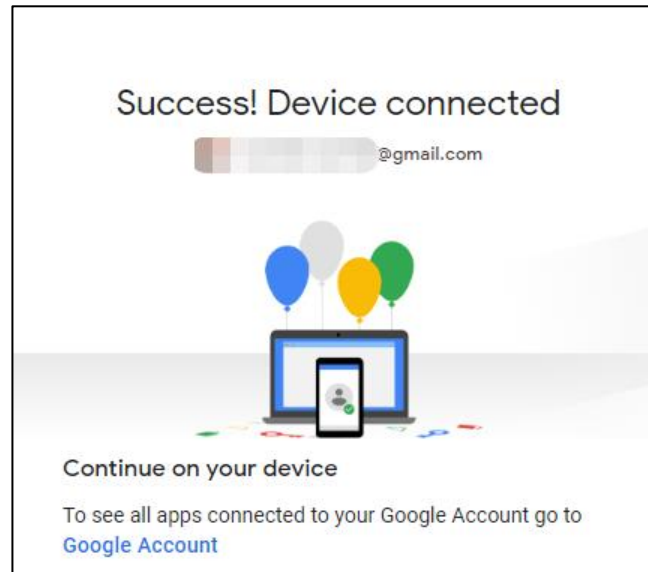 Success! Device connected
@gmail.com
Continue on your device
To see all apps connected to your Google Account go to
Google Account